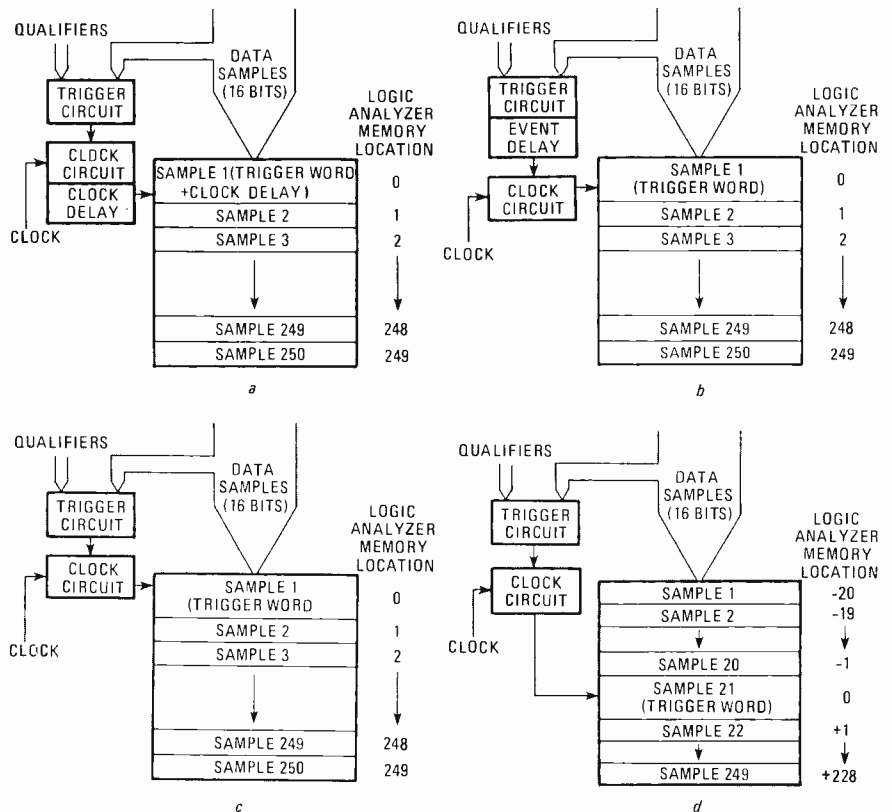 QUALIFIERS
DATA
SAMPLES
(16 BITS)
TRIGGER
CIRCUIT
LOGIC
ANALYZER
MEMORY
LOCATION
CLOCK
CIRCUIT
CLOCK
DELAY
CLOCK
SAMPLE 1(TRIGGER WORD
+CLOCK DELAY)
0
SAMPLE 2
1
SAMPLE 3
2
SAMPLE 249
248
SAMPLE 250
249
a
QUALIFIERS
DATA
SAMPLES
(16 BITS)
TRIGGER
CIRCUIT
EVENT
DELAY
LOGIC
ANALYZER
MEMORY
LOCATION
CLOCK
CIRCUIT
CLOCK
SAMPLE 1
(TRIGGER WORD)
0
SAMPLE 2
1
SAMPLE 3
2
SAMPLE 249
248
SAMPLE 250
249
b
QUALIFIERS
DATA
SAMPLES
(16 BITS)
TRIGGER
CIRCUIT
LOGIC
ANALYZER
MEMORY
LOCATION
CLOCK
CIRCUIT
CLOCK
SAMPLE 1
(TRIGGER WORD
0
SAMPLE 2
1
SAMPLE 3
2
SAMPLE 249
248
SAMPLE 250
249
c
QUALIFIERS
DATA
SAMPLES
(16 BITS)
TRIGGER
CIRCUIT
LOGIC
ANALYZER
MEMORY
LOCATION
CLOCK
CIRCUIT
CLOCK
SAMPLE 1
-20
SAMPLE 2
-19
SAMPLE 20
-1
SAMPLE 21
(TRIGGER WORD)
0
SAMPLE 22
+1
SAMPLE 249
+228
d